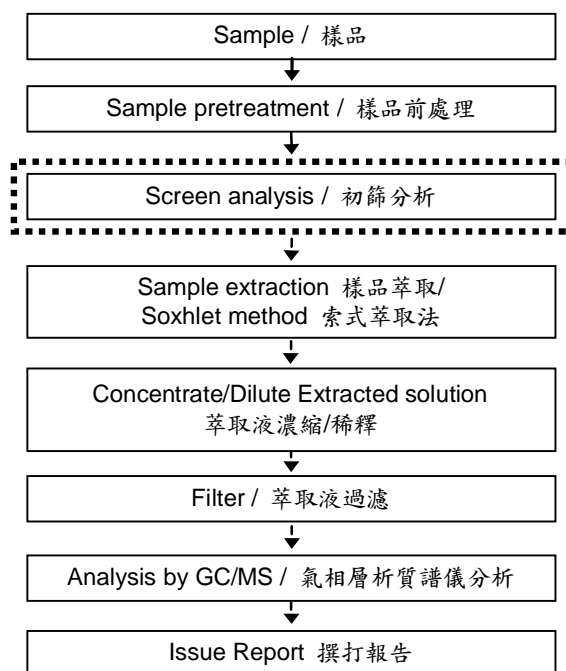 Sample / 樣品
Sample pretreatment / 樣品前處理
Screen analysis / 初篩分析
Sample extraction 樣品萃取/
Soxhlet method 索式萃取法
Concentrate/Dilute Extracted solution
萃取液濃縮/稀釋
Filter / 萃取液過濾
Analysis by GC/MS / 氣相層析質譜儀分析
Issue Report 撰打報告